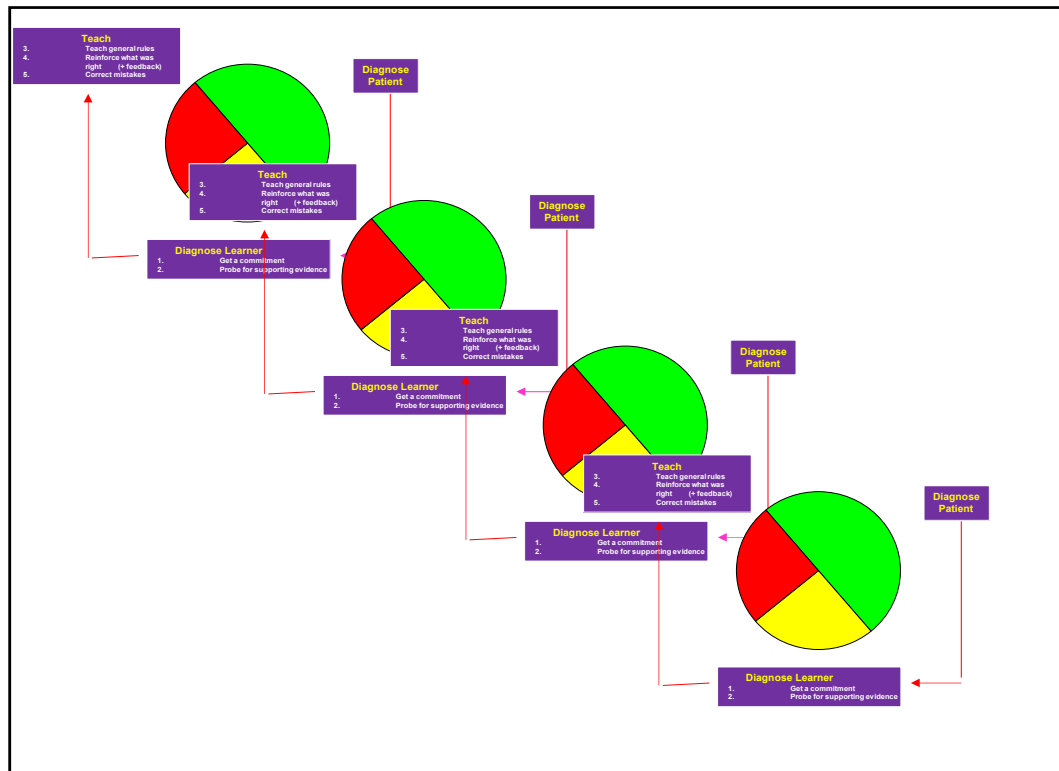 Teach
3. Teach general rules
4. Reinforce what was
right (+ feedback)
5. Correct mistakes
Diagnose
Patient
Diagnose Learner
1. Get a commitment
2. Probe for supporting evidence
Teach
3. Teach general rules
4. Reinforce what was
right (+ feedback)
5. Correct mistakes
Diagnose
Patient
Diagnose Learner
1. Get a commitment
2. Probe for supporting evidence
Teach
3. Teach general rules
4. Reinforce what was
right (+ feedback)
5. Correct mistakes
Diagnose
Patient
Diagnose Learner
1. Get a commitment
2. Probe for supporting evidence
Teach
3. Teach general rules
4. Reinforce what was
right (+ feedback)
5. Correct mistakes
Diagnose
Patient
Diagnose Learner
1. Get a commitment
2. Probe for supporting evidence